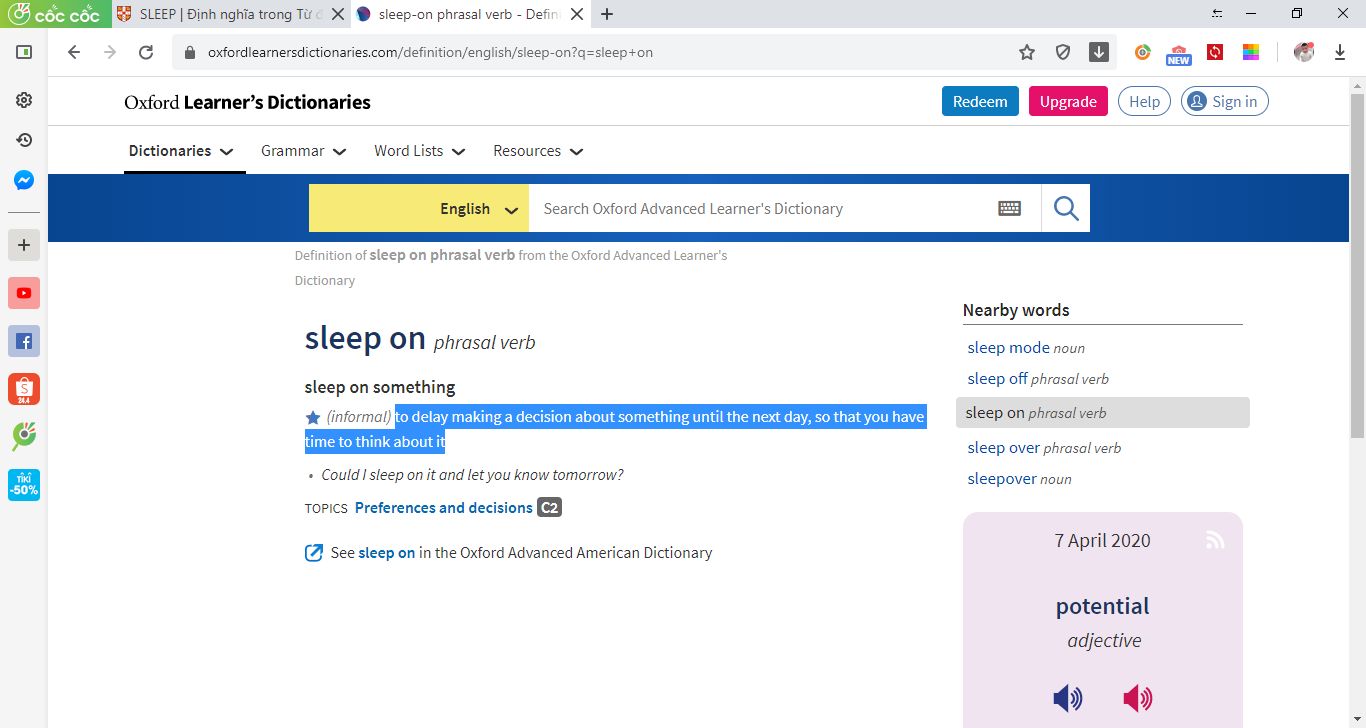 cốc cốc
SLEEP | Định nghĩa trong Từ đ
sleep-on phrasal verb - Defin
oxfordlearnersdictionaries.com/definition/english/sleep-on?q=sleep+on
NEW
Oxford Learner's Dictionaries
Redeem
Upgrade
Help
Sign in
Dictionaries
Grammar
Word Lists
Resources
English
Search Oxford Advanced Learner's Dictionary
Definition of sleep on phrasal verb from the Oxford Advanced Learner's
Dictionary
sleep on phrasal verb
sleep on something
(informal) to delay making a decision about something until the next day, so that you have
time to think about it
• Could I sleep on it and let you know tomorrow?
TOPICS Preferences and decisions C2
See sleep on in the Oxford Advanced American Dictionary
Nearby words
sleep mode noun
sleep off phrasal verb
sleep on phrasal verb
sleep over phrasal verb
sleepover noun
7 April 2020
potential
adjective
S
24.4
TIKI
-50%